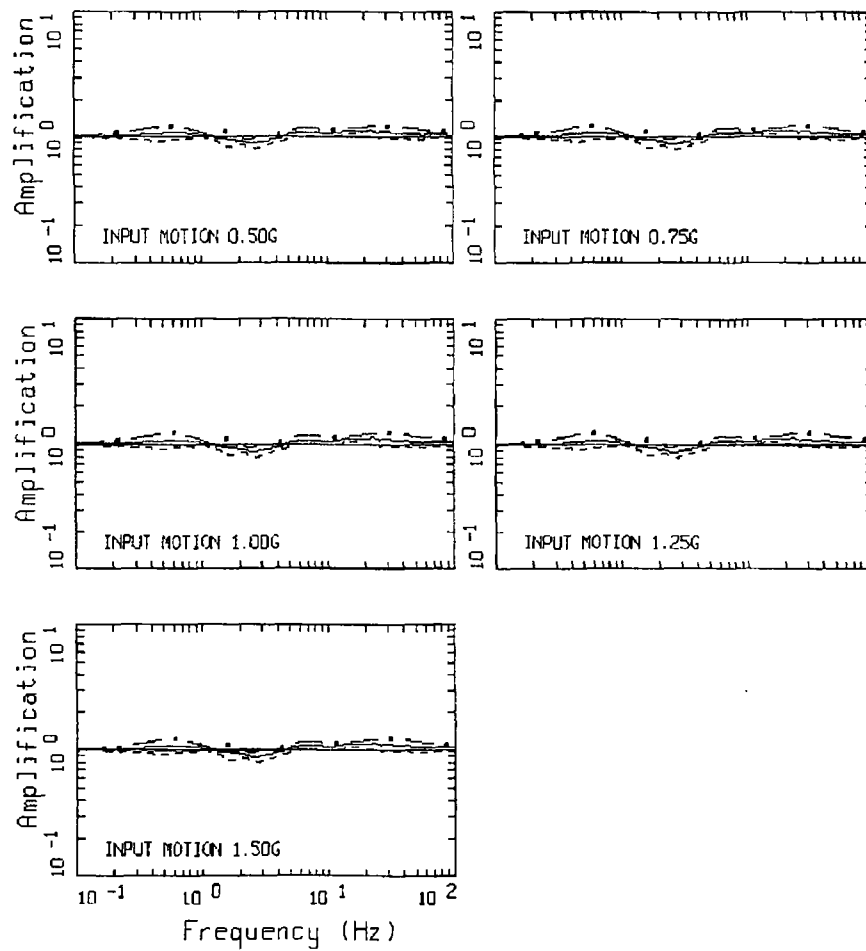 Amplification
10 1
10 0
10 -1
INPUT MOTION 0.50G
10 1
10 0
10 -1
INPUT MOTION 0.75G
Amplification
10 1
10 0
10 -1
INPUT MOTION 1.00G
10 1
10 0
10 -1
INPUT MOTION 1.25G
Amplification
10 1
10 0
10 -1
INPUT MOTION 1.50G
10 -1 10 0 10 1 10 2
Frequency (Hz)